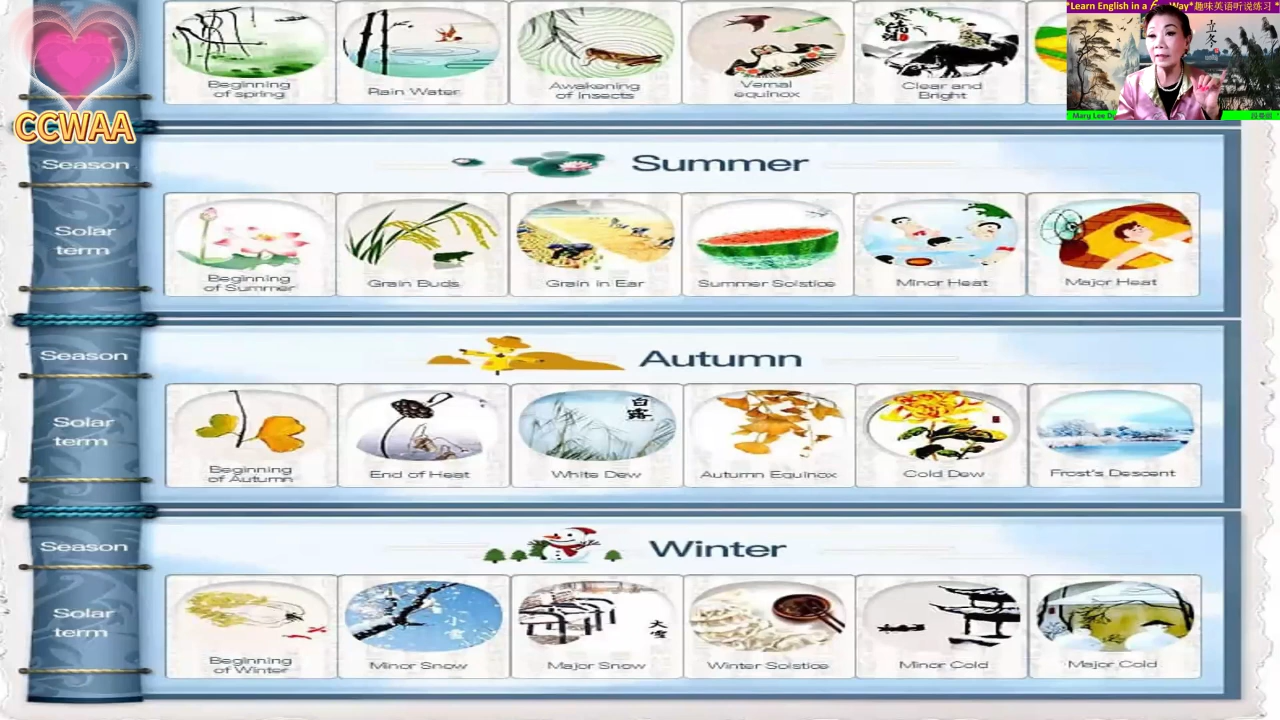 *Learn English in a
Way*趣味英语听说练习 *
立冬
Mary Lee D
CCWAA
Beginning
of spring
Rain Water
Awakening
of Insects
Vernal
equinox
清明
Clear and
Bright
Season
Summer
Solar
term
Beginning
of Summer
Grain Buds
Grain in Ear
Summer Solstice
Minor Heat
Major Heat
Season
Autumn
Solar
term
Beginning
of Autumn
End of Heat
白露
White Dew
Autumn Equinox
Cold Dew
Frost's Descent
Season
Winter
Solar
term
Beginning
of Winter
小雪
Minor Snow
大雪
Major Snow
Winter Solstice
Minor Cold
Major Cold